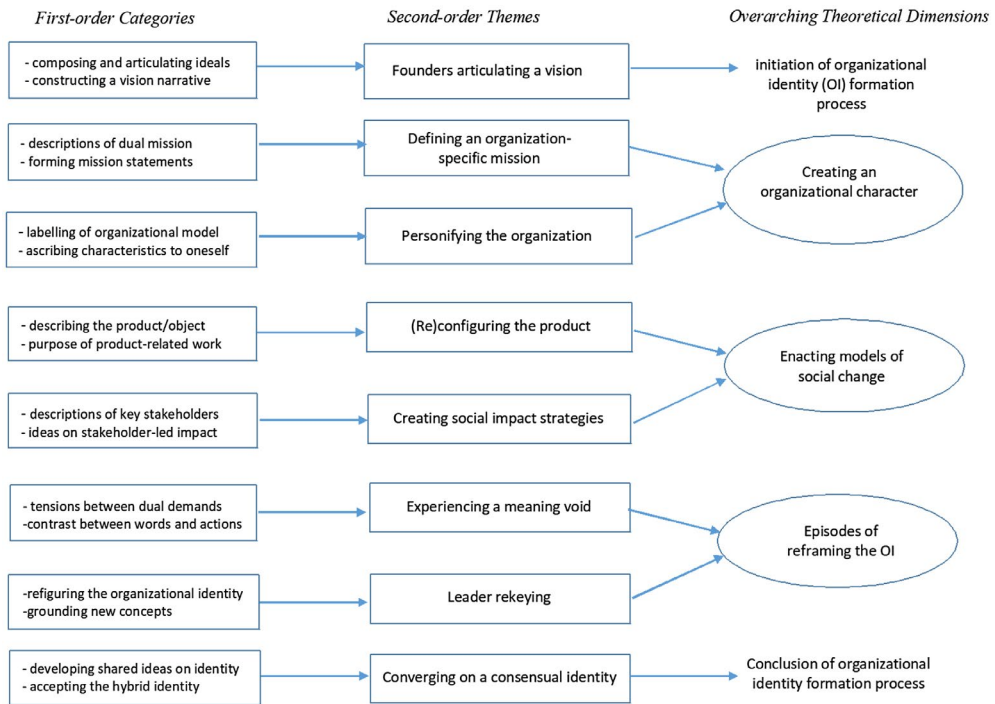 First-order Categories
Second-order Themes
Overarching Theoretical Dimensions
- composing and articulating ideals
- constructing a vision narrative
Founders articulating a vision
initiation of organizational
identity (OI) formation
process
- descriptions of dual mission
- forming mission statements
Defining an organization-
specific mission
Creating an
organizational character
- labelling of organizational model
- ascribing characteristics to oneself
Personifying the organization
- describing the product/object
- purpose of product-related work
(Re)configuring the product
Enacting models of
social change
- descriptions of key stakeholders
- ideas on stakeholder-led impact
Creating social impact strategies
- tensions between dual demands
-contrast between words and actions
Experiencing a meaning void
Episodes of
reframing the OI
-refiguring the organizational identity
-grounding new concepts
Leader rekeying
- developing shared ideas on identity
- accepting the hybrid identity
Converging on a consensual identity
Conclusion of organizational
identity formation process